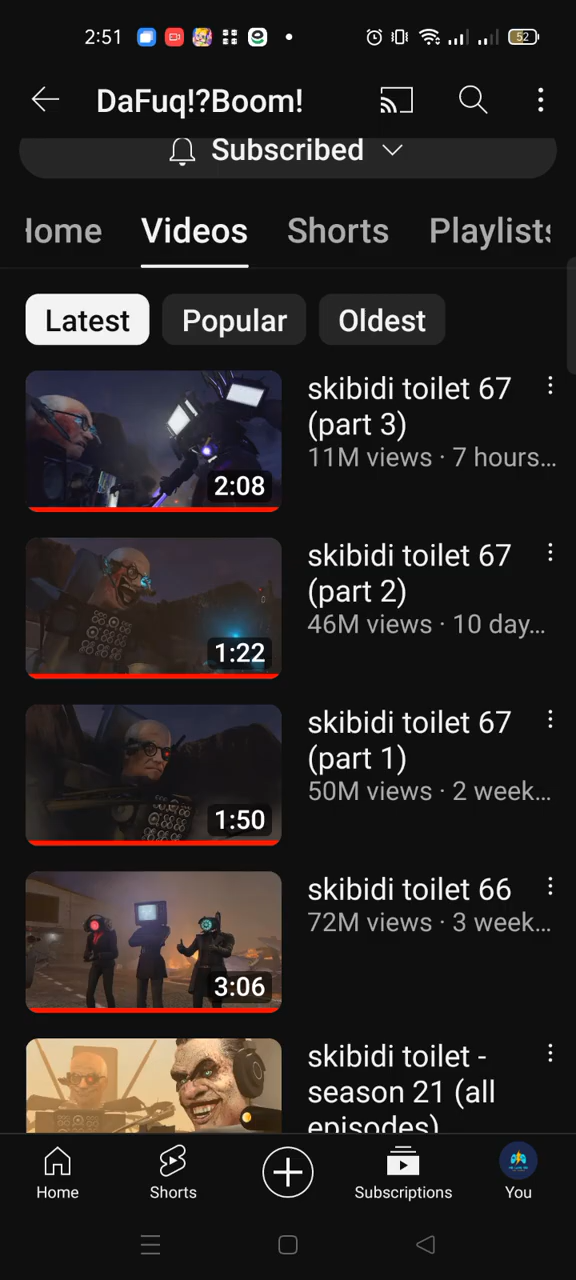 2:51
52
DaFuq!?Boom!
Subscribed
Home Videos Shorts Playlists
Latest Popular Oldest
skibidi toilet 67
(part 3)
11M views · 7 hours...
2:08
skibidi toilet 67
(part 2)
46M views · 10 day...
1:22
skibidi toilet 67
(part 1)
50M views · 2 week...
1:50
skibidi toilet 66
72M views · 3 week...
3:06
skibidi toilet -
season 21 (all
episodes)
Home Shorts Subscriptions You